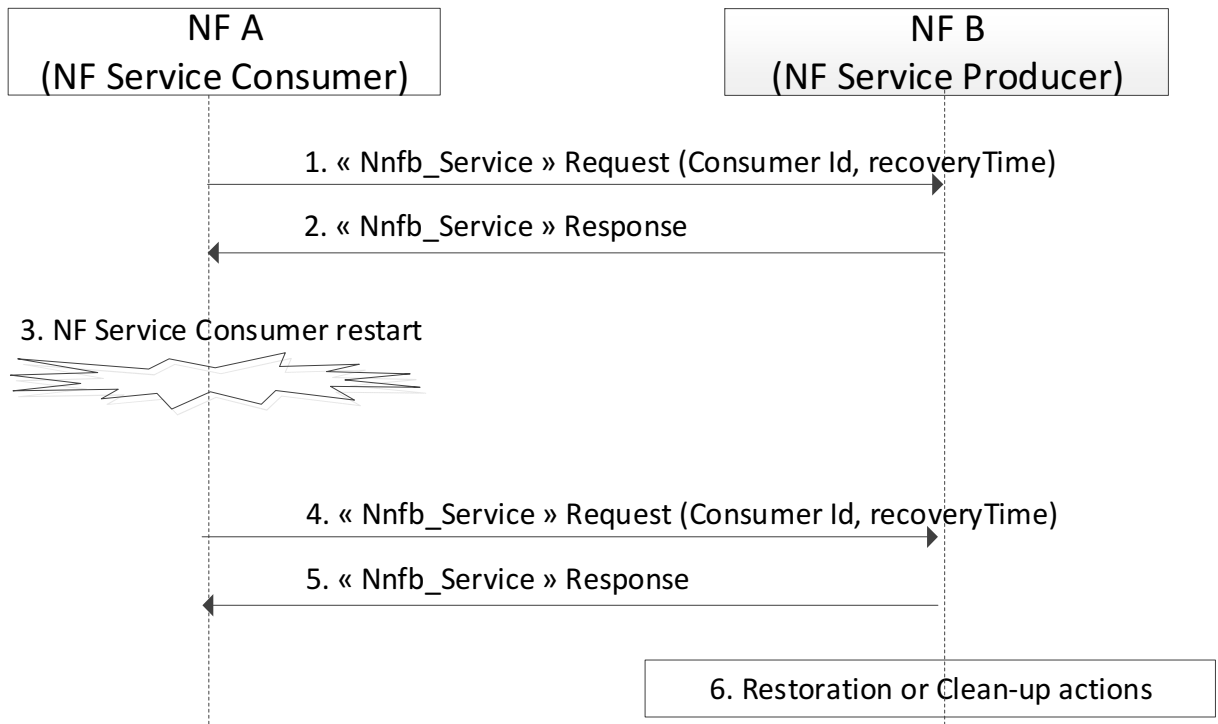 NF A
(NF Service Consumer)
NF B
(NF Service Producer)
1. « Nnfb_Service » Request (Consumer Id, recoveryTime)
2. « Nnfb_Service » Response
3. NF Service Consumer restart
4. « Nnfb_Service » Request (Consumer Id, recoveryTime)
5. « Nnfb_Service » Response
6. Restoration or Clean-up actions